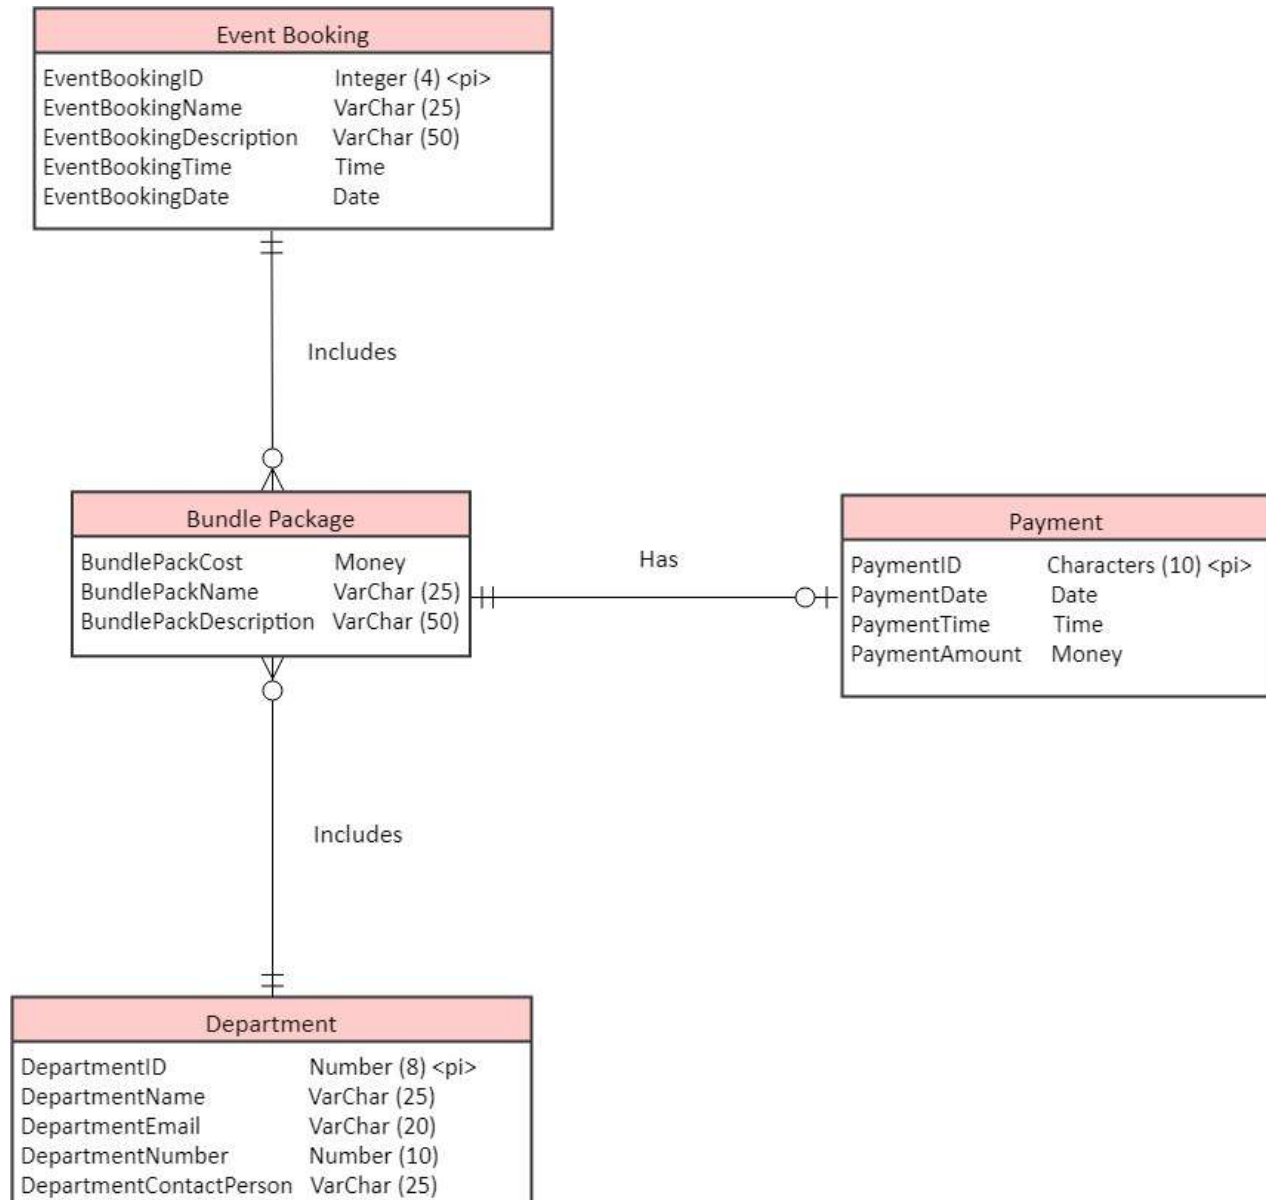 Event Booking
EventBookingID Integer (4) <pi>
EventBookingName VarChar (25)
EventBookingDescription VarChar (50)
EventBookingTime Time
EventBookingDate Date
Includes
Bundle Package
BundlePackCost Money
BundlePackName VarChar (25)
BundlePackDescription VarChar (50)
Has
Payment
PaymentID Characters (10) <pi>
PaymentDate Date
PaymentTime Time
PaymentAmount Money
Includes
Department
DepartmentID Number (8) <pi>
DepartmentName VarChar (25)
DepartmentEmail VarChar (20)
DepartmentNumber Number (10)
DepartmentContactPerson VarChar (25)